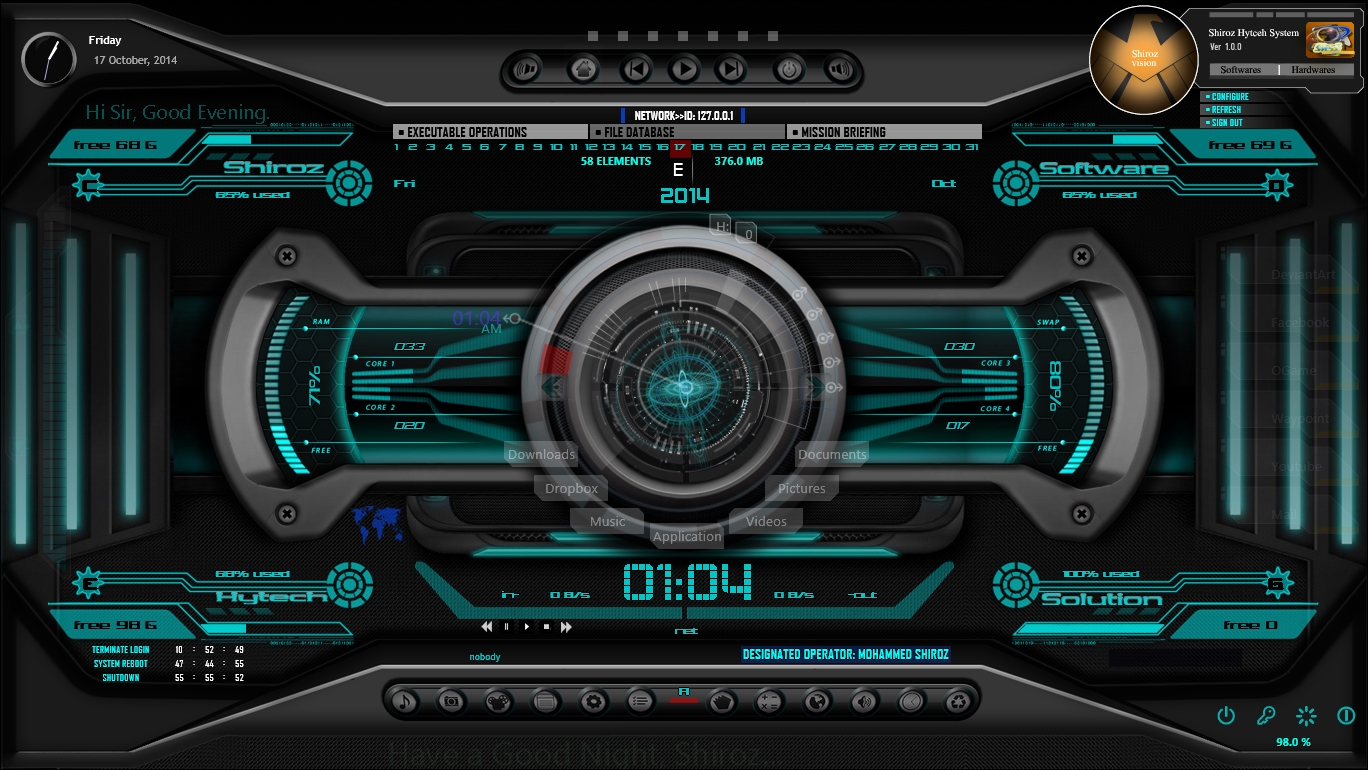 Friday
17 October, 2014
Hi Sir, Good Evening.
Shiroz
vision
Shiroz Hyteeh System
Ver 1.0.0
Softwares | Hardwares
CONFIGURE
REFRESH
SIGN OUT
NETWORK>>ID: 127.0.0.1
EXECUTABLE OPERATIONS
FILE DATABASE
MISSION BRIEFING
1 2 3 4 5 6 7 8 9 10 11 12 13 14 15 16 17 18 19 20 21 22 23 24 25 26 27 28 29 30 31
58 ELEMENTS
376.0 MB
E
Fri
Oct
2014
free 68 G
Shiroz
C
65% used
free 69 G
Software
D
65% used
H:
0
01:04
AM
RAM
033
CORE 1
71%
CORE 2
020
FREE
SWAP
030
CORE 3
80%
CORE 4
017
FREE
DeviantArt
Facebook
OGame
Waypoint
Youtube
Downloads
Documents
Dropbox
Pictures
Music
Videos
Application
68% used
E
Hytech
free 98 G
100% used
G
Solution
free 0
in-
0 B/s
01:04
0 B/s
-out
net
TERMINATE LOGIN 10 : 52 : 49
SYSTEM REBOOT 47 : 44 : 55
SHUTDOWN 55 : 55 : 52
nobody
DESIGNATED OPERATOR: MOHAMMED SHIROZ
A
98.0 %
Have a Good Night, Shiroz...